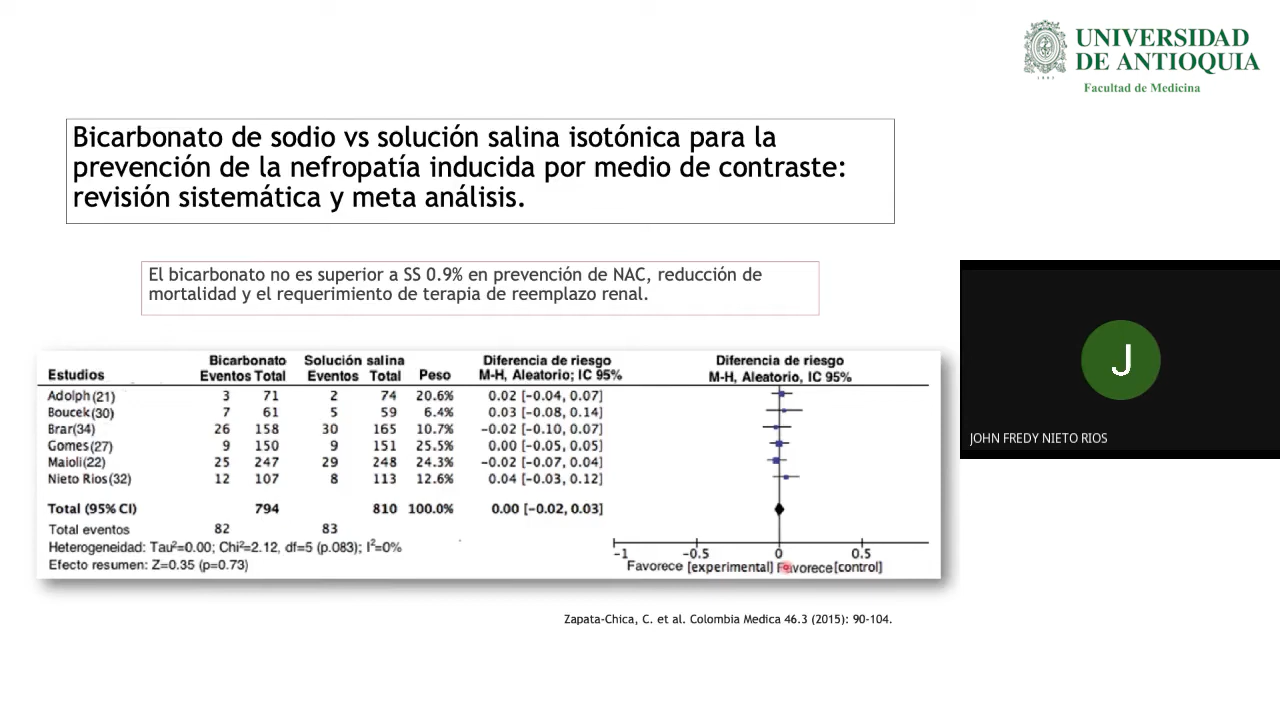 UNIVERSIDAD
DE ANTIOQUIA
1803
Facultad de Medicina
Bicarbonato de sodio vs solución salina isotónica para la
prevención de la nefropatía inducida por medio de contraste:
revisión sistemática y meta análisis.
El bicarbonato no es superior a SS 0.9% en prevención de NAC, reducción de
mortalidad y el requerimiento de terapia de reemplazo renal.
Bicarbonato Solución salina Diferencia de riesgo Diferencia de riesgo
Estudios Eventos Total Eventos Total Peso M-H, Aleatorio; IC 95% M-H, Aleatorio, IC 95%
Adolph(21) 3 71 2 74 20.6% 0.02 [-0.04, 0.07]
Boucek(30) 7 61 5 59 6.4% 0.03 [-0.08, 0.14]
Brar(34) 26 158 30 165 10.7% -0.02 [-0.10, 0.07]
Gomes(27) 9 150 9 151 25.5% 0.00 [-0.05, 0.05]
Maioli(22) 25 247 29 248 24.3% -0.02 [-0.07, 0.04]
Nieto Rios(32) 12 107 8 113 12.6% 0.04 [-0.03, 0.12]
Total (95% CI) 794 810 100.0% 0.00 [-0.02, 0.03]
Total eventos 82 83
Heterogeneidad: Tau²=0.00; Chi²=2.12, df=5 (p.083); I²=0%
Efecto resumen: Z=0.35 (p=0.73)
-1 -0.5 0 0.5
Favorece [experimental] Favorece [control]
Zapata-Chica, C. et al. Colombia Medica 46.3 (2015): 90-104.
J
JOHN FREDY NIETO RIOS